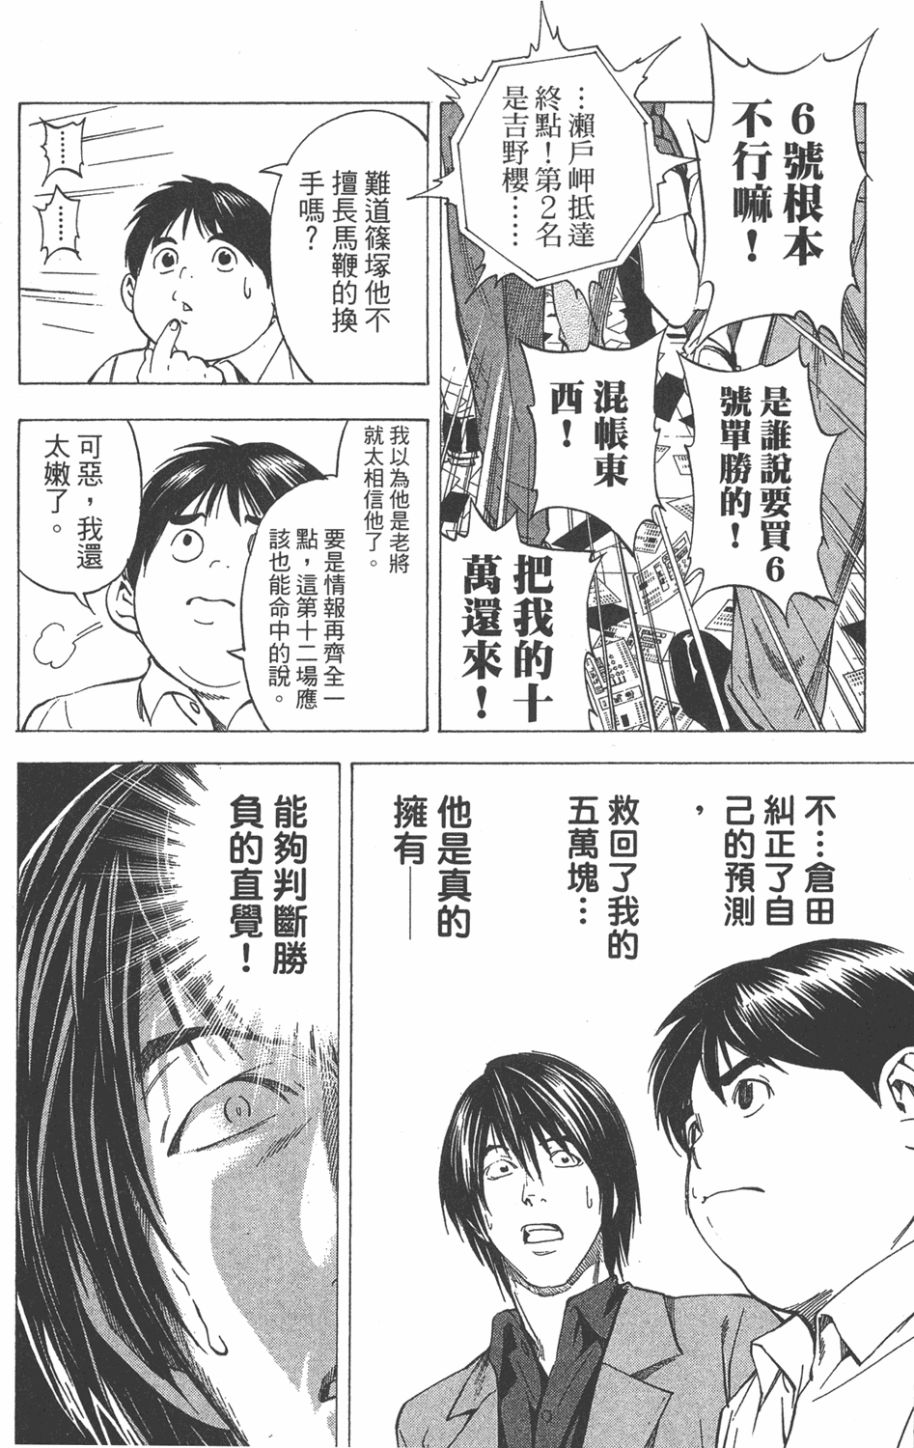 6號根本
不行嘛！
…瀨戶岬抵達
終點！第2名
是吉野櫻……
是誰說要買6
號單勝的！
混帳東
西！
把我的十
萬還來！
難道篠塚他不
擅長馬鞭的換
手嗎？
……
……
我以為他是老將
就太相信他了。
要是情報再齊全一
點，這第十二場應
該也能命中的說。
可惡，我還
太嫩了。
不…倉田
糾正了自
己的預測
，
救回了我的
五萬塊…
他是真的
擁有——
能夠判斷勝
負的直覺！